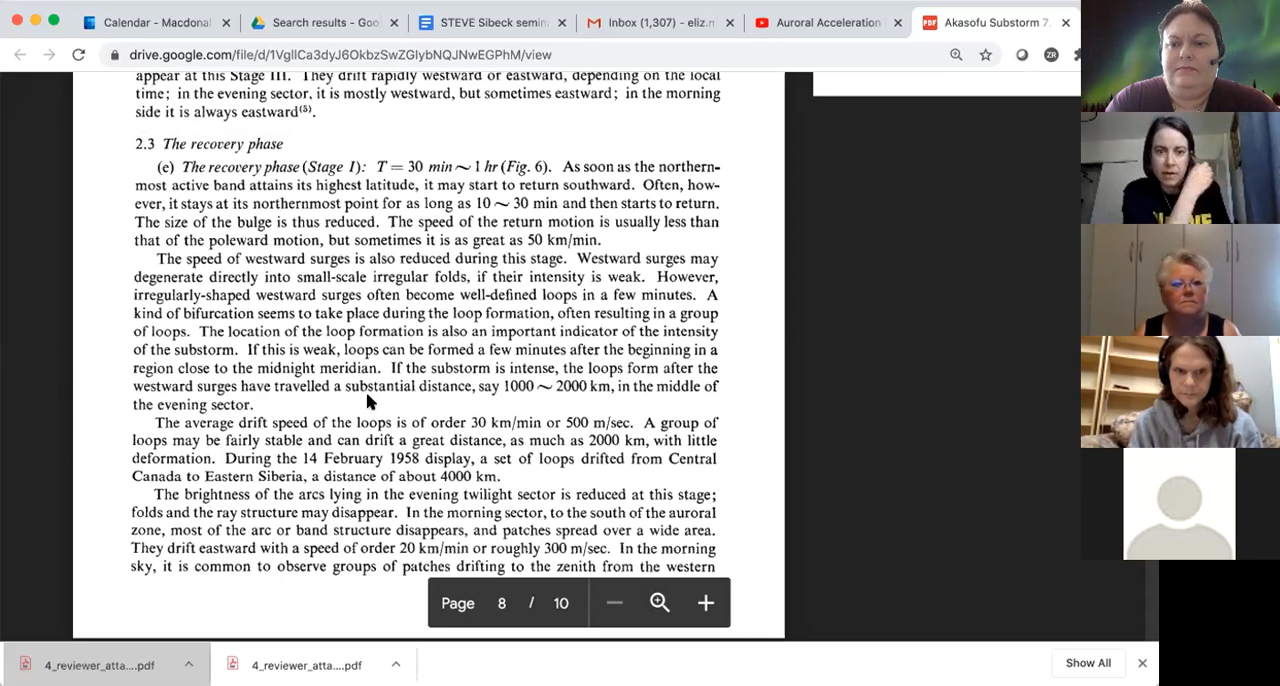 Calendar - Macdonal
Search results - Goo
STEVE Sibeck semin
Inbox (1,307) - eliz.m
Auroral Acceleration
PDF
Akasofu Substorm 7.
drive.google.com/file/d/1VgIlCa3dyJ6OkbzSwZGlybNQJNwEGPhM/view
ZR
appear at this Stage III. They drift rapidly westward or eastward, depending on the local
time; in the evening sector, it is mostly westward, but sometimes eastward; in the morning
side it is always eastward⁽⁵⁾.
2.3 The recovery phase
(e) The recovery phase (Stage I): T = 30 min ~ 1 hr (Fig. 6). As soon as the northern-
most active band attains its highest latitude, it may start to return southward. Often, how-
ever, it stays at its northernmost point for as long as 10 ~ 30 min and then starts to return.
The size of the bulge is thus reduced. The speed of the return motion is usually less than
that of the poleward motion, but sometimes it is as great as 50 km/min.
The speed of westward surges is also reduced during this stage. Westward surges may
degenerate directly into small-scale irregular folds, if their intensity is weak. However,
irregularly-shaped westward surges often become well-defined loops in a few minutes. A
kind of bifurcation seems to take place during the loop formation, often resulting in a group
of loops. The location of the loop formation is also an important indicator of the intensity
of the substorm. If this is weak, loops can be formed a few minutes after the beginning in a
region close to the midnight meridian. If the substorm is intense, the loops form after the
westward surges have travelled a substantial distance, say 1000 ~ 2000 km, in the middle of
the evening sector.
The average drift speed of the loops is of order 30 km/min or 500 m/sec. A group of
loops may be fairly stable and can drift a great distance, as much as 2000 km, with little
deformation. During the 14 February 1958 display, a set of loops drifted from Central
Canada to Eastern Siberia, a distance of about 4000 km.
The brightness of the arcs lying in the evening twilight sector is reduced at this stage;
folds and the ray structure may disappear. In the morning sector, to the south of the auroral
zone, most of the arc or band structure disappears, and patches spread over a wide area.
They drift eastward with a speed of order 20 km/min or roughly 300 m/sec. In the morning
sky, it is common to observe groups of patches drifting to the zenith from the western
Page 8 / 10
4_reviewer_atta....pdf
4_reviewer_atta....pdf
Show All